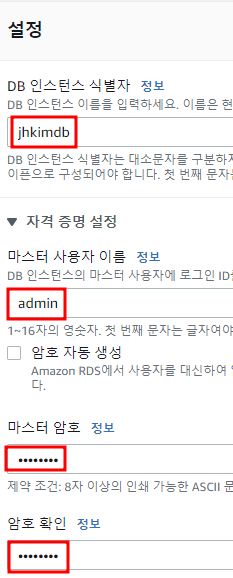 설정
DB 인스턴스 식별자 정보
DB 인스턴스 이름을 입력하세요. 이름은 현
jhkimdb
DB 인스턴스 식별자는 대소문자를 구분하지
이픈으로 구성되어야 합니다. 첫 번째 문자는
▼ 자격 증명 설정
마스터 사용자 이름 정보
DB 인스턴스의 마스터 사용자에 로그인 ID를
admin
1~16자의 영숫자. 첫 번째 문자는 글자여야
암호 자동 생성
Amazon RDS에서 사용자를 대신하여
다.
마스터 암호 정보
••••••••
제약 조건: 8자 이상의 인쇄 가능한 ASCII 문
암호 확인 정보
••••••••